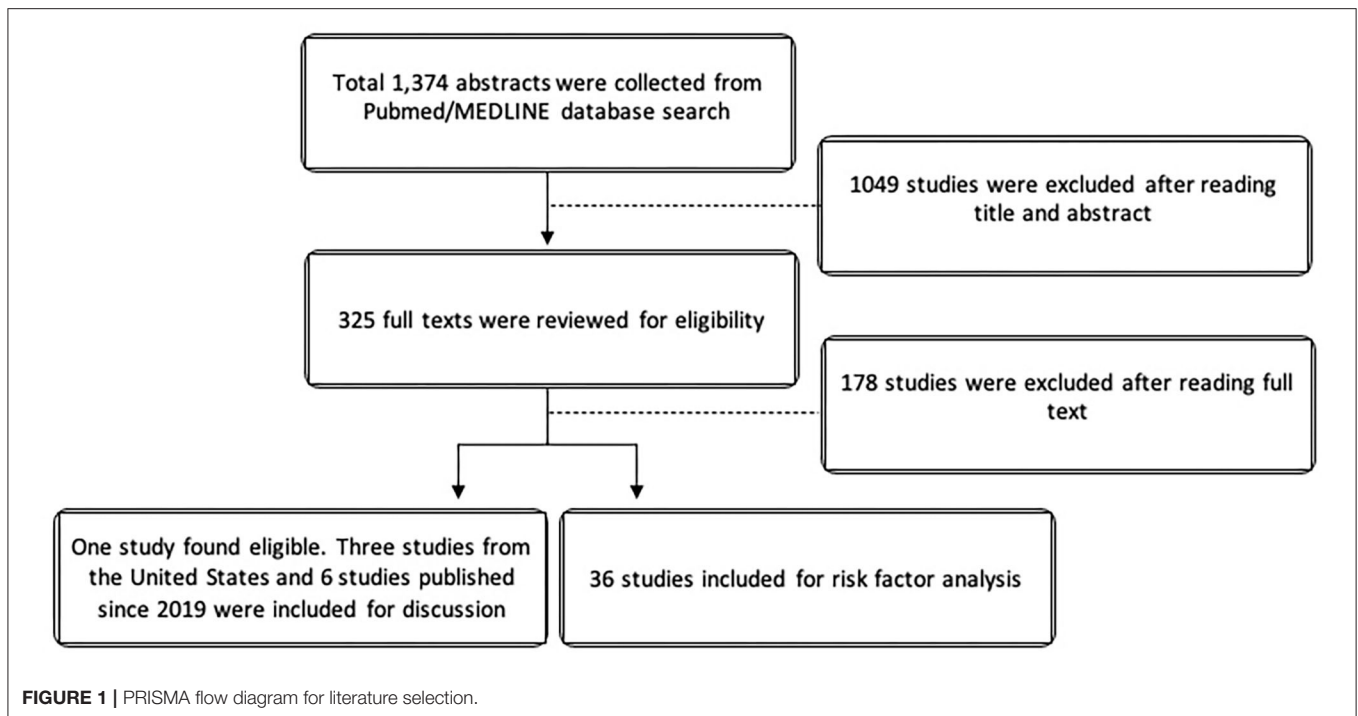 Total 1,374 abstracts were collected from
Pubmed/MEDLINE database search
1049 studies were excluded after reading
title and abstract
325 full texts were reviewed for eligibility
178 studies were excluded after reading full
text
One study found eligible. Three studies from
the United States and 6 studies published
since 2019 were included for discussion
36 studies included for risk factor analysis
FIGURE 1 | PRISMA flow diagram for literature selection.